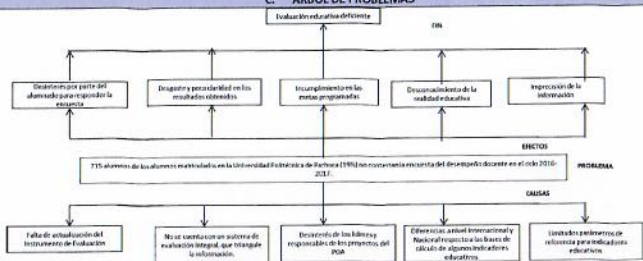 C. ÁRBOL DE PROBLEMAS
Evaluación educativa deficiente
FIN
Desinterés por parte del
alumnado para responder la
encuesta
Desgaste y parcialidad en los
resultados obtenidos
Incumplimiento en las
metas programadas
Desconocimiento de la
realidad educativa
Imprecisión de la
información
EFECTOS
715 alumnos de los alumnos matriculados en la Universidad Politécnica de Pachuca (19%) no contestan la encuesta del desempeño docente en el ciclo 2016-
2017.
PROBLEMA
CAUSAS
Falta de actualización del
Instrumento de Evaluación
No se cuenta con un sistema de
evaluación integral, que triangule
la información.
Desinterés de los líderes y
responsables de los proyectos del
POA
Diferencias a nivel Internacional y
Nacional respecto a las bases de
cálculo de algunos indicadores
educativos
Limitados parámetros de
referencia para indicadores
educativos